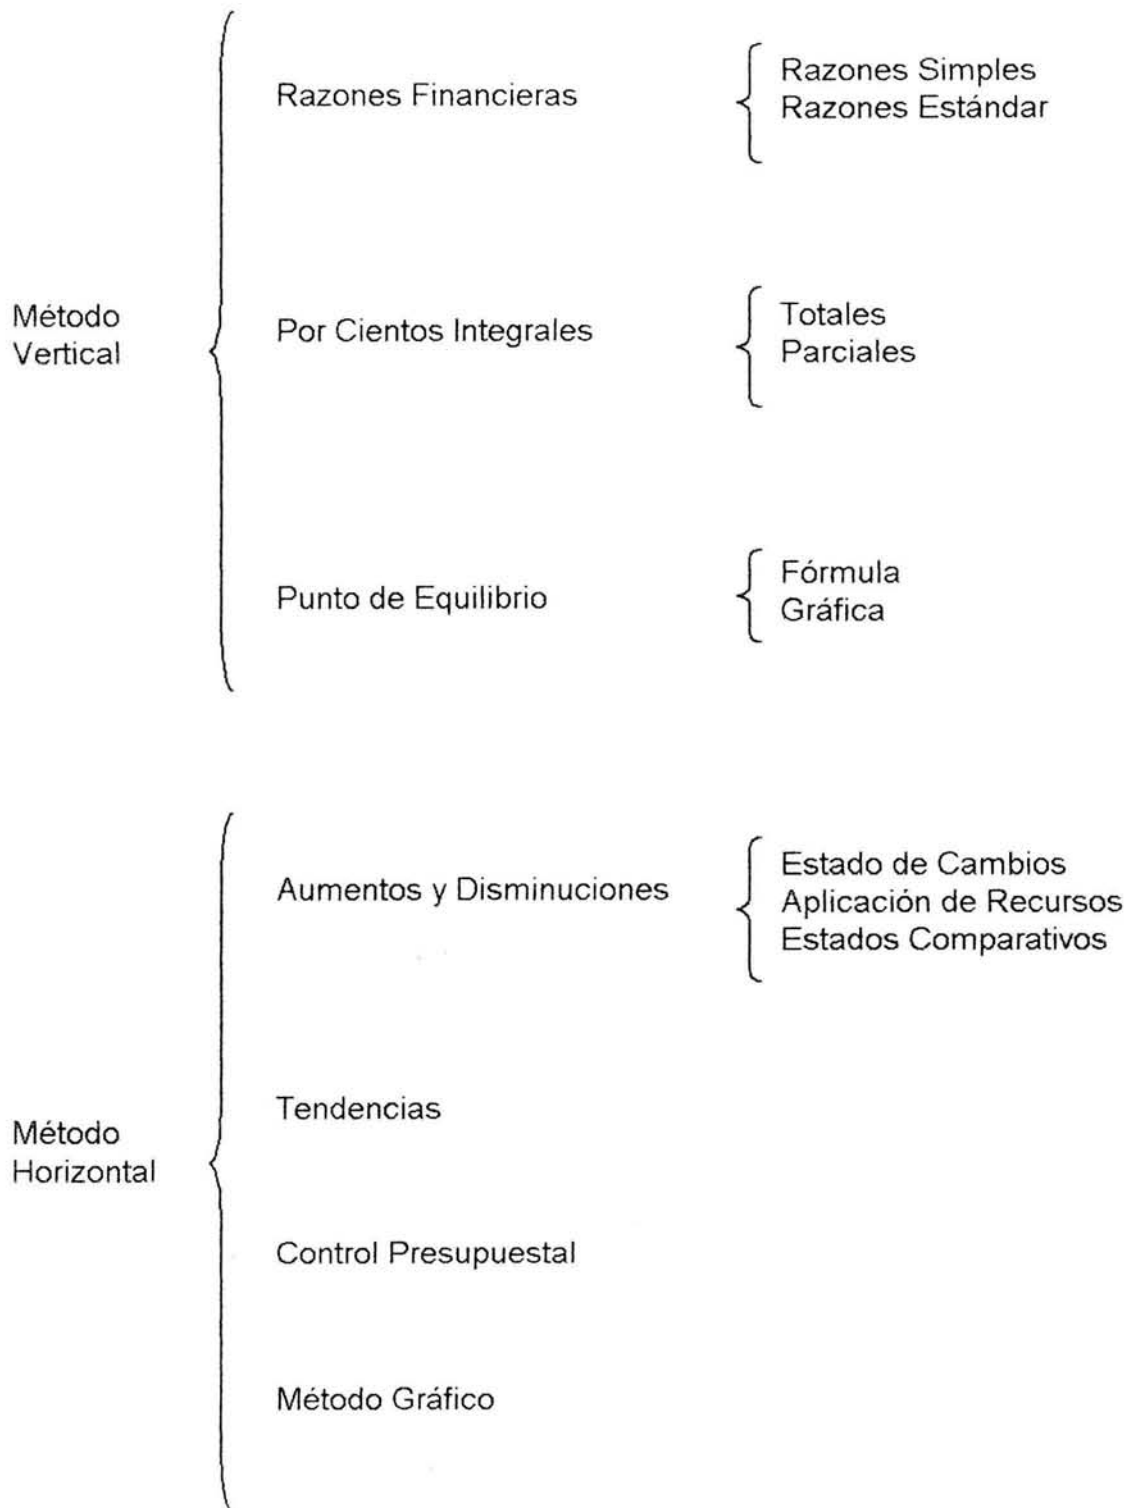 Método
Vertical
Razones Financieras
Razones Simples
Razones Estándar
Por Cientos Integrales
Totales
Parciales
Punto de Equilibrio
Fórmula
Gráfica
Método
Horizontal
Aumentos y Disminuciones
Estado de Cambios
Aplicación de Recursos
Estados Comparativos
Tendencias
Control Presupuestal
Método Gráfico